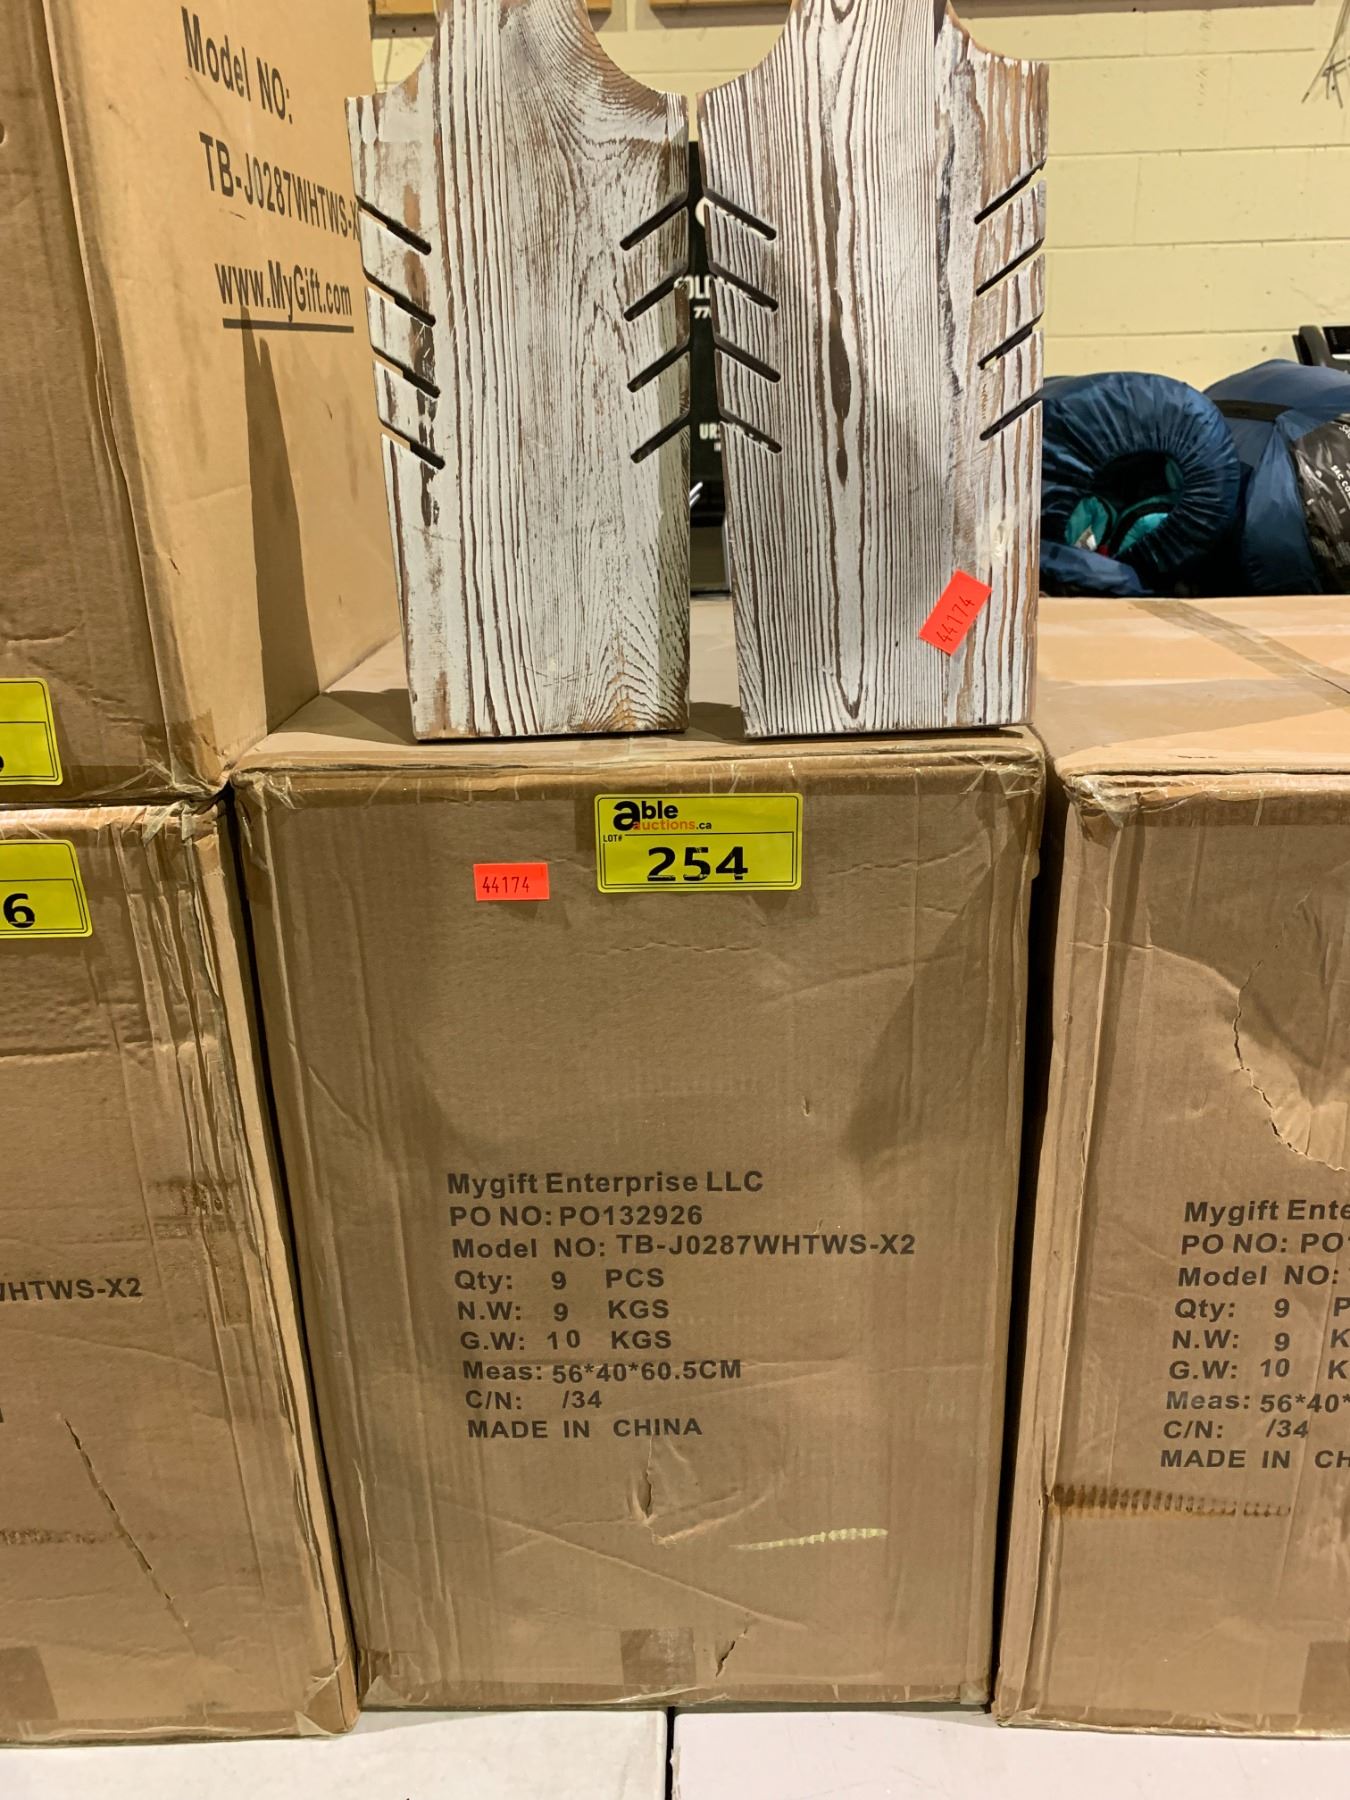 Model NO:
TB-J0287WHTWS-X
www.MyGift.com
44174
able
auctions.ca
LOT#
254
44174
6
Mygift Enterprise LLC
PO NO: PO132926
Model NO: TB-J0287WHTWS-X2
Qty: 9 PCS
N.W: 9 KGS
G.W: 10 KGS
Meas: 56*40*60.5CM
C/N: /34
MADE IN CHINA
WHTWS-X2
Mygift Ente
PO NO: PO
Model NO:
Qty: 9 P
N.W: 9 K
G.W: 10 K
Meas: 56*40*
C/N: /34
MADE IN CH